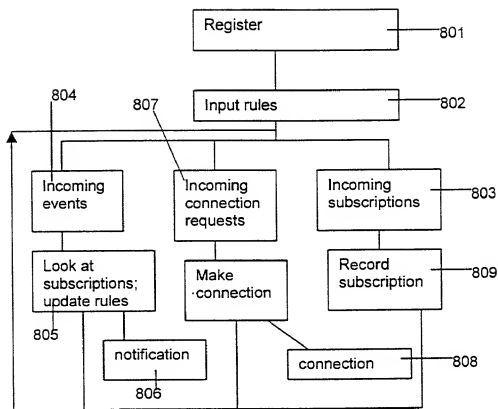 Register
801
Input rules
802
804
807
Incoming
events
Incoming
connection
requests
Incoming
subscriptions
803
Look at
subscriptions;
update rules
805
Make
connection
Record
subscription
809
notification
806
connection
808